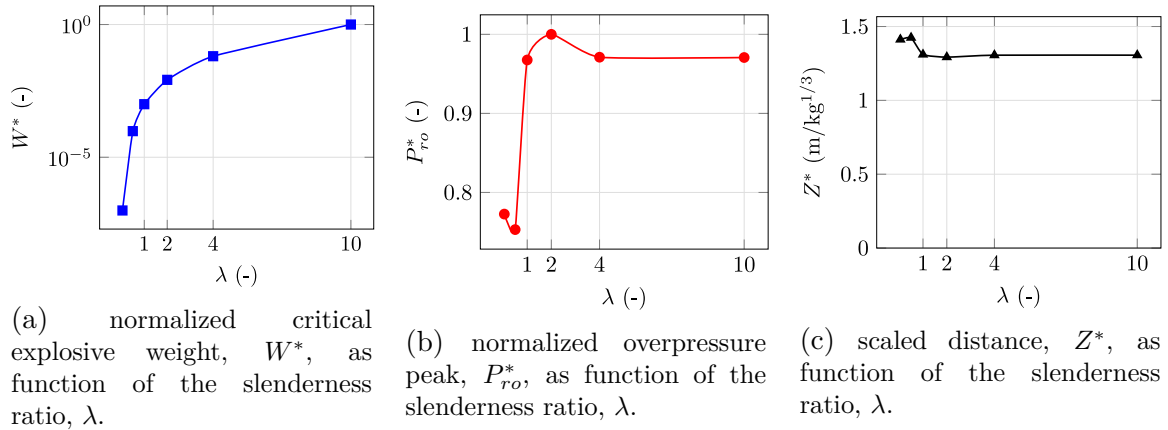 10^0
10^{-5}
W^* (-)
1 2 4 10
λ (-)
(a) normalized critical
explosive weight, W^*, as
function of the slenderness
ratio, λ.
1
0.9
0.8
P^*_{ro} (-)
1 2 4 10
λ (-)
(b) normalized overpressure
peak, P^*_{ro}, as function of the
slenderness ratio, λ.
1.5
1
0.5
0
Z^* (m/kg^{1/3})
1 2 4 10
λ (-)
(c) scaled distance, Z^*, as
function of the slenderness
ratio, λ.